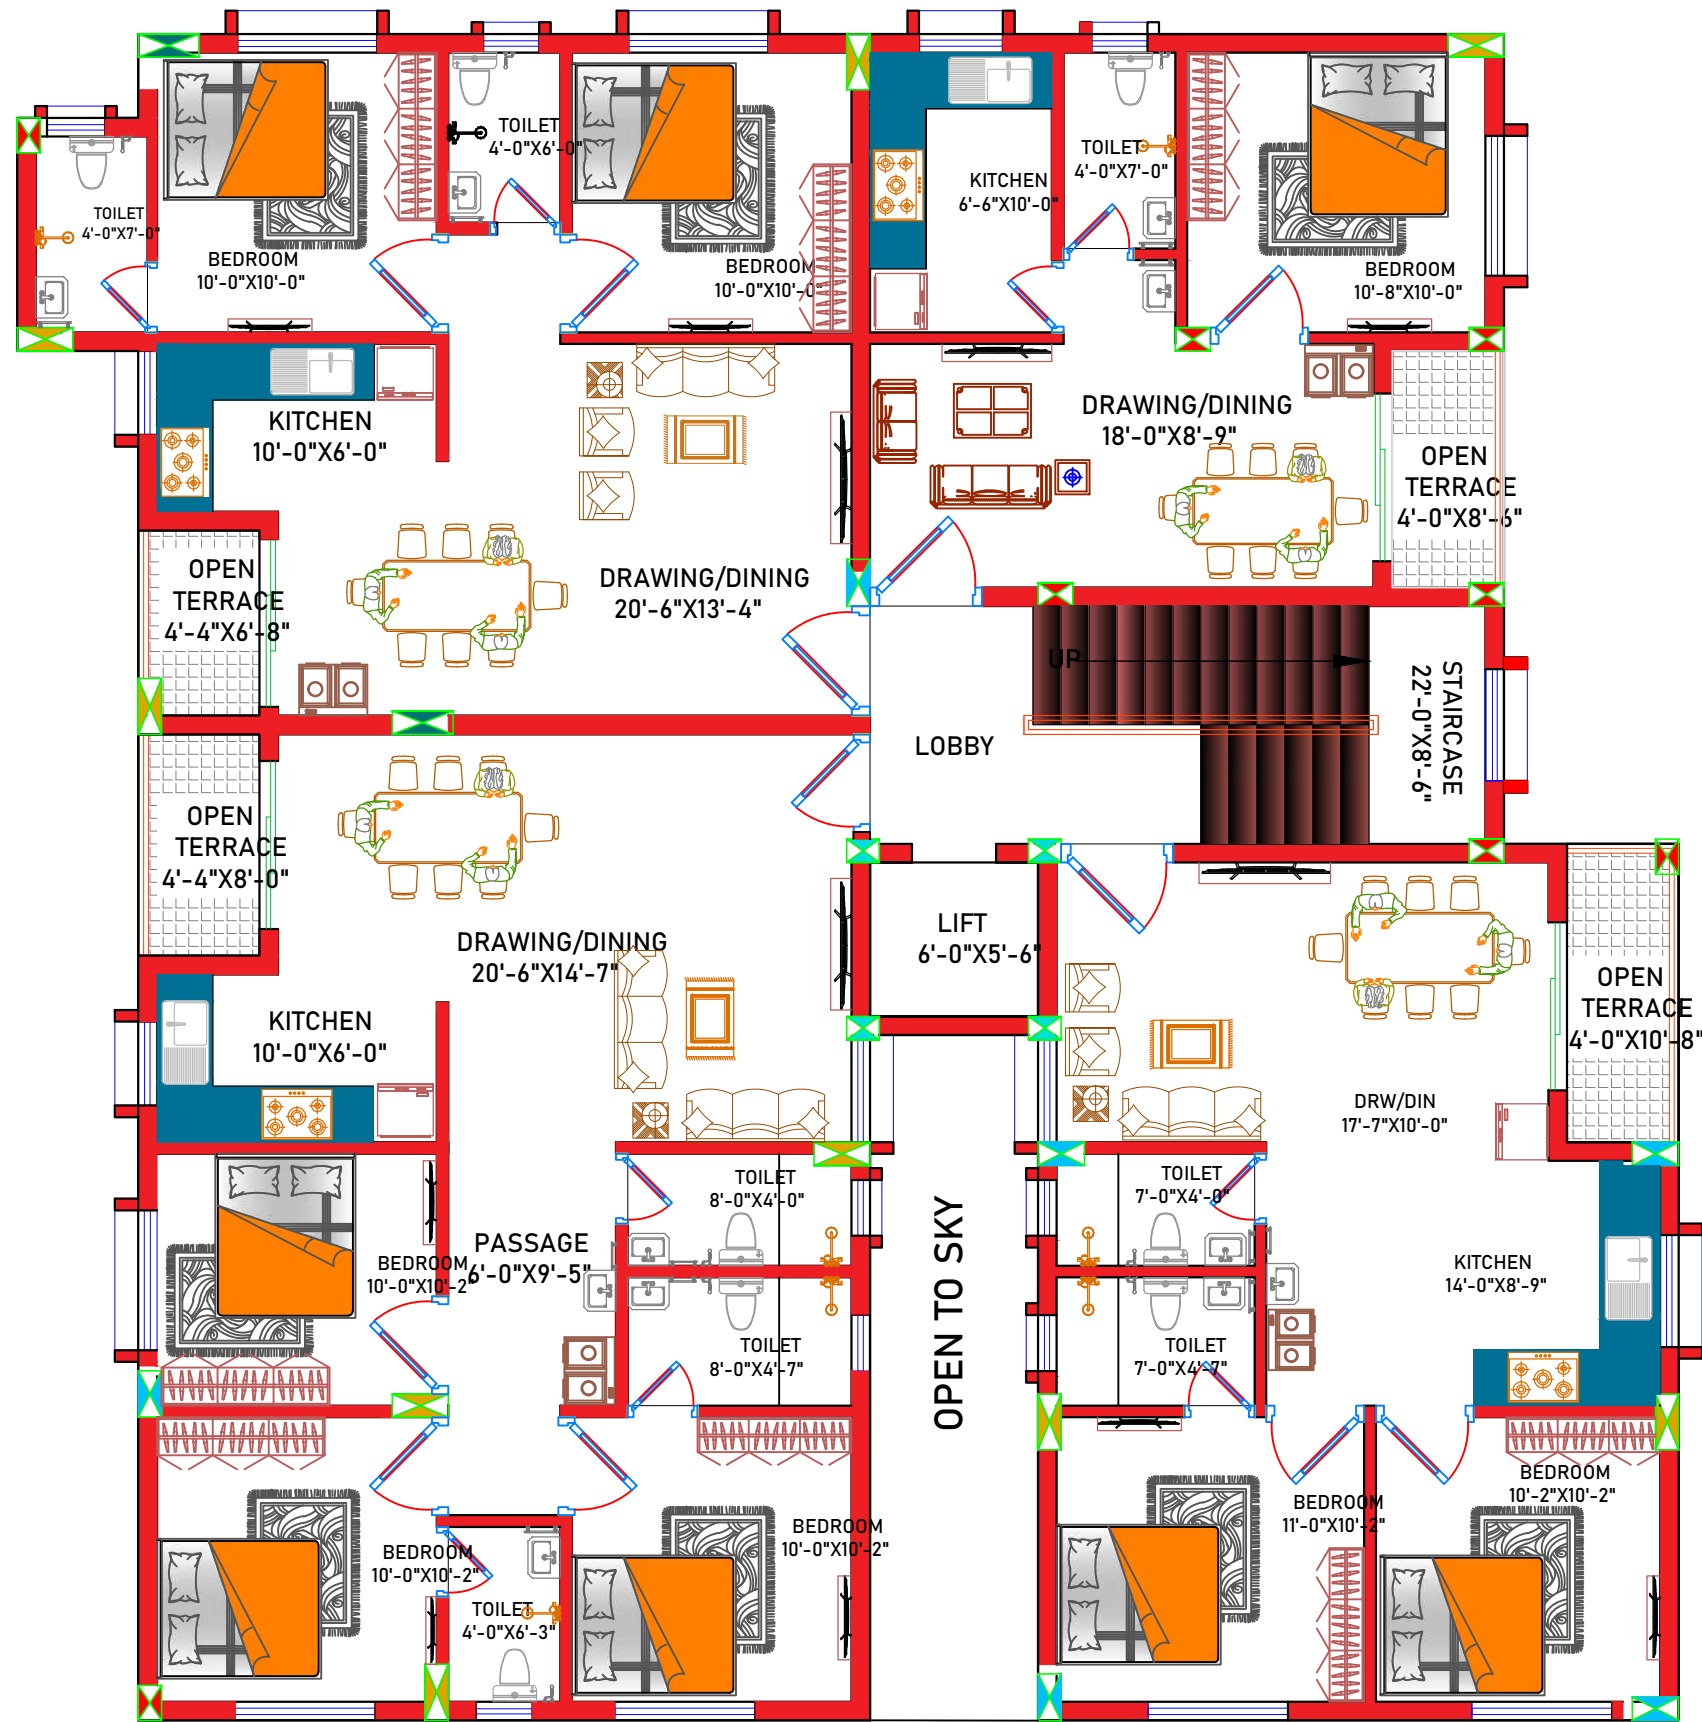 TOILET
4'-0"X6'-0"
TOILET
4'-0"X7'-0"
BEDROOM
10'-0"X10'-0"
BEDROOM
10'-0"X10'-0"
KITCHEN
6'-6"X10'-0"
TOILET
4'-0"X7'-0"
BEDROOM
10'-8"X10'-0"
KITCHEN
10'-0"X6'-0"
DRAWING/DINING
18'-0"X8'-9"
OPEN
TERRACE
4'-0"X8'-6"
OPEN
TERRACE
4'-4"X6'-8"
DRAWING/DINING
20'-6"X13'-4"
UP
STAIRCASE
22'-0"X8'-6"
LOBBY
OPEN
TERRACE
4'-4"X8'-0"
DRAWING/DINING
20'-6"X14'-7"
LIFT
6'-0"X5'-6"
OPEN
TERRACE
4'-0"X10'-8"
KITCHEN
10'-0"X6'-0"
DRW/DIN
17'-7"X10'-0"
TOILET
8'-0"X4'-0"
TOILET
7'-0"X4'-0"
PASSAGE
6'-0"X9'-5"
BEDROOM
10'-0"X10'-2"
OPEN TO SKY
KITCHEN
14'-0"X8'-9"
TOILET
8'-0"X4'-7"
TOILET
7'-0"X4'-7"
BEDROOM
10'-2"X10'-2"
BEDROOM
11'-0"X10'-2"
BEDROOM
10'-0"X10'-2"
BEDROOM
10'-0"X10'-2"
TOILET
4'-0"X6'-3"